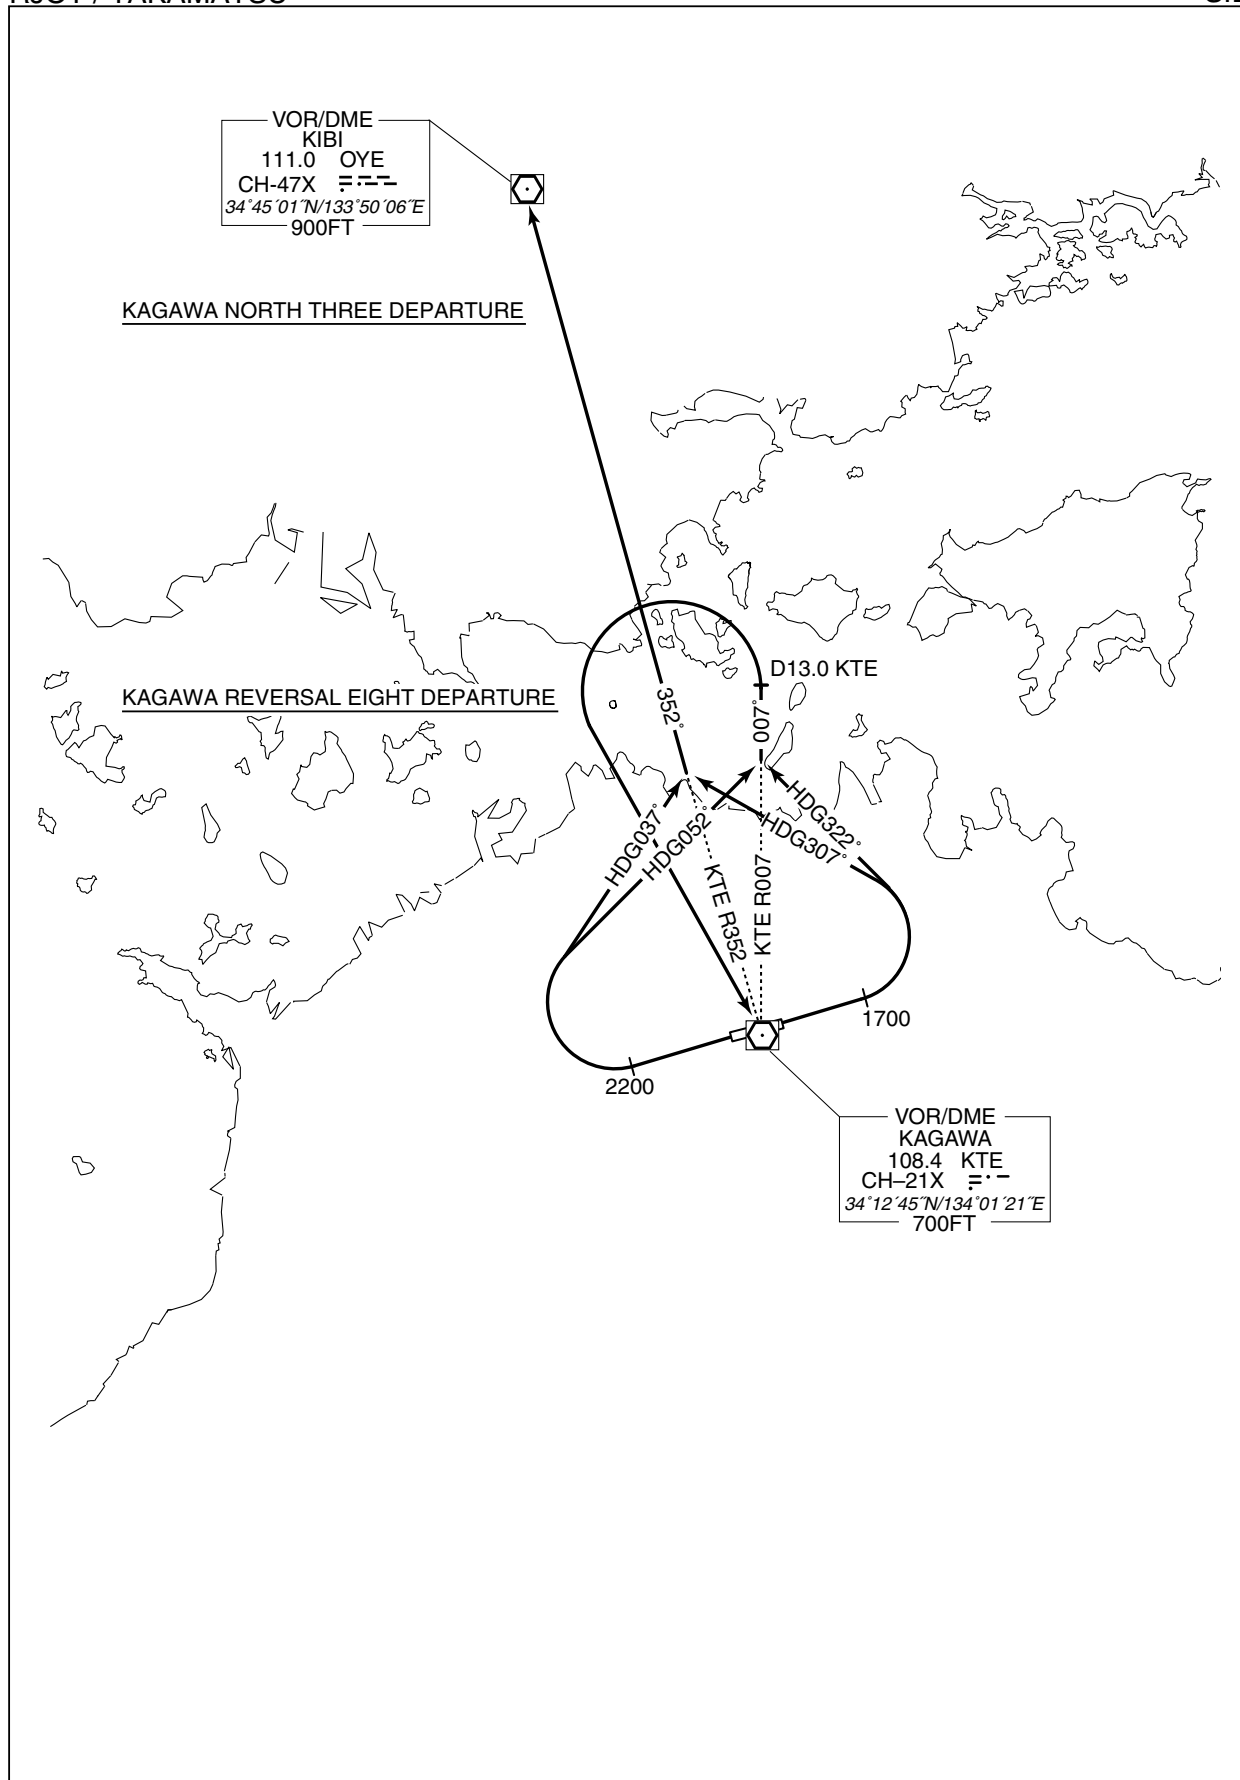 VOR/DME
KIBI
111.0 OYE
CH-47X
34°45´01˝N/133°50´06˝E
900FT
KAGAWA NORTH THREE DEPARTURE
D13.0 KTE
KAGAWA REVERSAL EIGHT DEPARTURE
352°
007°
HDG037°
HDG052°
HDG322°
HDG307°
KTE R352
KTE R007
1700
2200
VOR/DME
KAGAWA
108.4 KTE
CH–21X
34°12´45˝N/134°01´21˝E
700FT